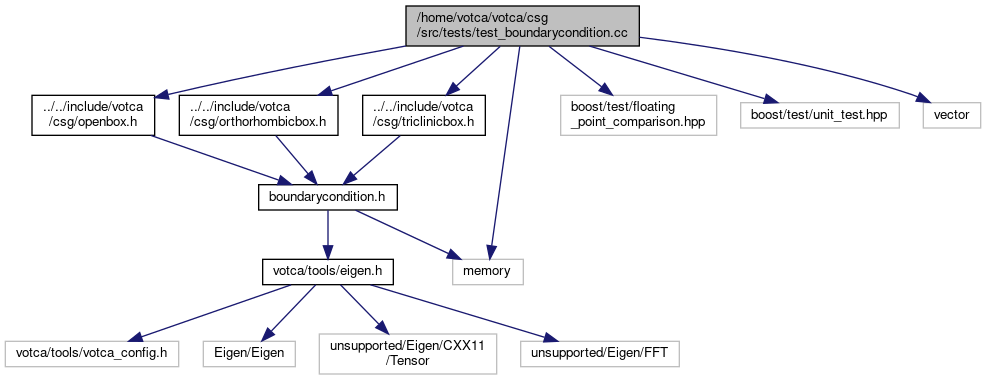 /home/votca/votca/csg
/src/tests/test_boundarycondition.cc
../../include/votca
/csg/openbox.h
../../include/votca
/csg/orthorhombicbox.h
../../include/votca
/csg/triclinicbox.h
boost/test/floating
_point_comparison.hpp
boost/test/unit_test.hpp
vector
boundarycondition.h
votca/tools/eigen.h
memory
votca/tools/votca_config.h
Eigen/Eigen
unsupported/Eigen/CXX11
/Tensor
unsupported/Eigen/FFT